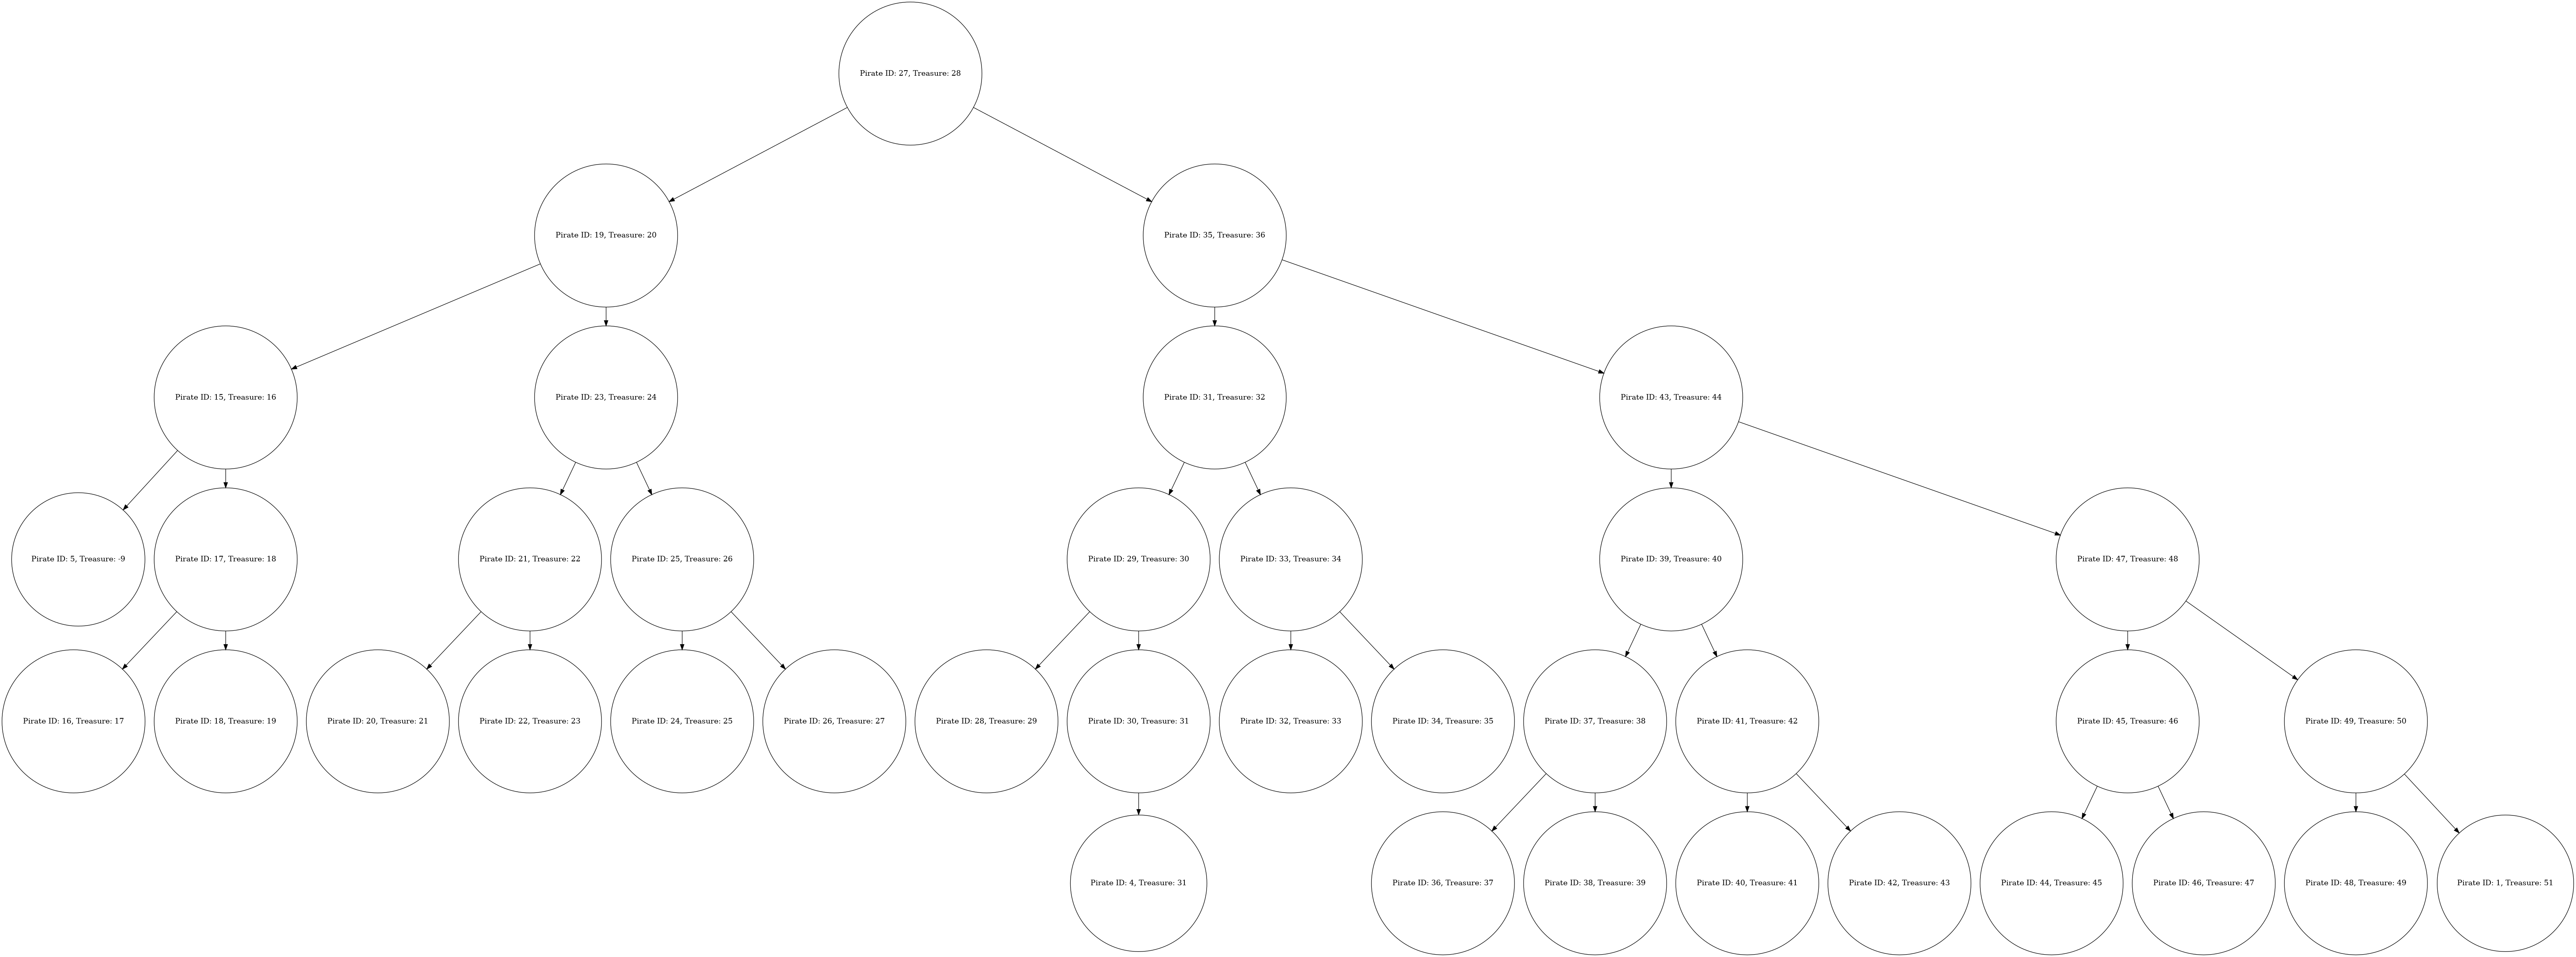 Pirate ID: 27, Treasure: 28
Pirate ID: 19, Treasure: 20
Pirate ID: 35, Treasure: 36
Pirate ID: 15, Treasure: 16
Pirate ID: 23, Treasure: 24
Pirate ID: 31, Treasure: 32
Pirate ID: 43, Treasure: 44
Pirate ID: 5, Treasure: -9
Pirate ID: 17, Treasure: 18
Pirate ID: 21, Treasure: 22
Pirate ID: 25, Treasure: 26
Pirate ID: 29, Treasure: 30
Pirate ID: 33, Treasure: 34
Pirate ID: 39, Treasure: 40
Pirate ID: 47, Treasure: 48
Pirate ID: 16, Treasure: 17
Pirate ID: 18, Treasure: 19
Pirate ID: 20, Treasure: 21
Pirate ID: 22, Treasure: 23
Pirate ID: 24, Treasure: 25
Pirate ID: 26, Treasure: 27
Pirate ID: 28, Treasure: 29
Pirate ID: 30, Treasure: 31
Pirate ID: 32, Treasure: 33
Pirate ID: 34, Treasure: 35
Pirate ID: 37, Treasure: 38
Pirate ID: 41, Treasure: 42
Pirate ID: 45, Treasure: 46
Pirate ID: 49, Treasure: 50
Pirate ID: 4, Treasure: 31
Pirate ID: 36, Treasure: 37
Pirate ID: 38, Treasure: 39
Pirate ID: 40, Treasure: 41
Pirate ID: 42, Treasure: 43
Pirate ID: 44, Treasure: 45
Pirate ID: 46, Treasure: 47
Pirate ID: 48, Treasure: 49
Pirate ID: 1, Treasure: 51